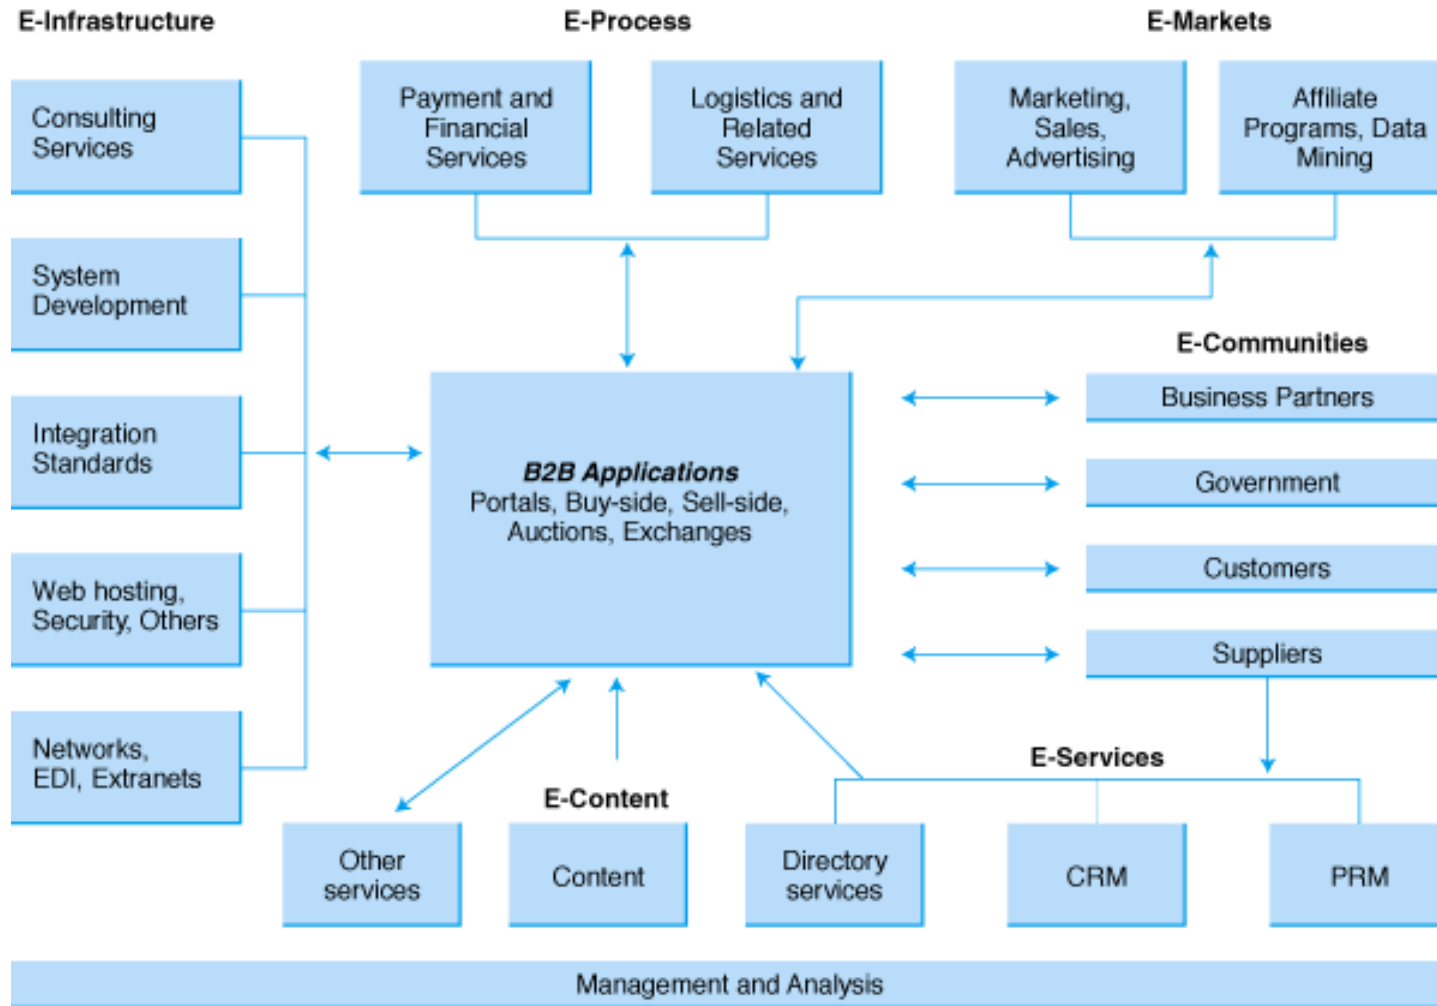 E-Infrastructure
E-Process
E-Markets
Consulting
Services
Payment and
Financial
Services
Logistics and
Related
Services
Marketing,
Sales,
Advertising
Affiliate
Programs, Data
Mining
System
Development
E-Communities
Business Partners
Integration
Standards
B2B Applications
Portals, Buy-side, Sell-side,
Auctions, Exchanges
Government
Customers
Web hosting,
Security, Others
Suppliers
Networks,
EDI, Extranets
E-Services
E-Content
Other
services
Content
Directory
services
CRM
PRM
Management and Analysis